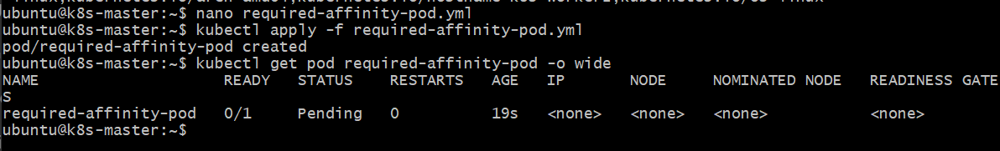 ubuntu@k8s-master:~$ nano required-affinity-pod.yml
ubuntu@k8s-master:~$ kubectl apply -f required-affinity-pod.yml
pod/required-affinity-pod created
ubuntu@k8s-master:~$ kubectl get pod required-affinity-pod -o wide
NAME                    READY   STATUS    RESTARTS   AGE   IP       NODE     NOMINATED NODE   READINESS GATE
S
required-affinity-pod   0/1     Pending   0          19s   <none>   <none>   <none>           <none>
ubuntu@k8s-master:~$